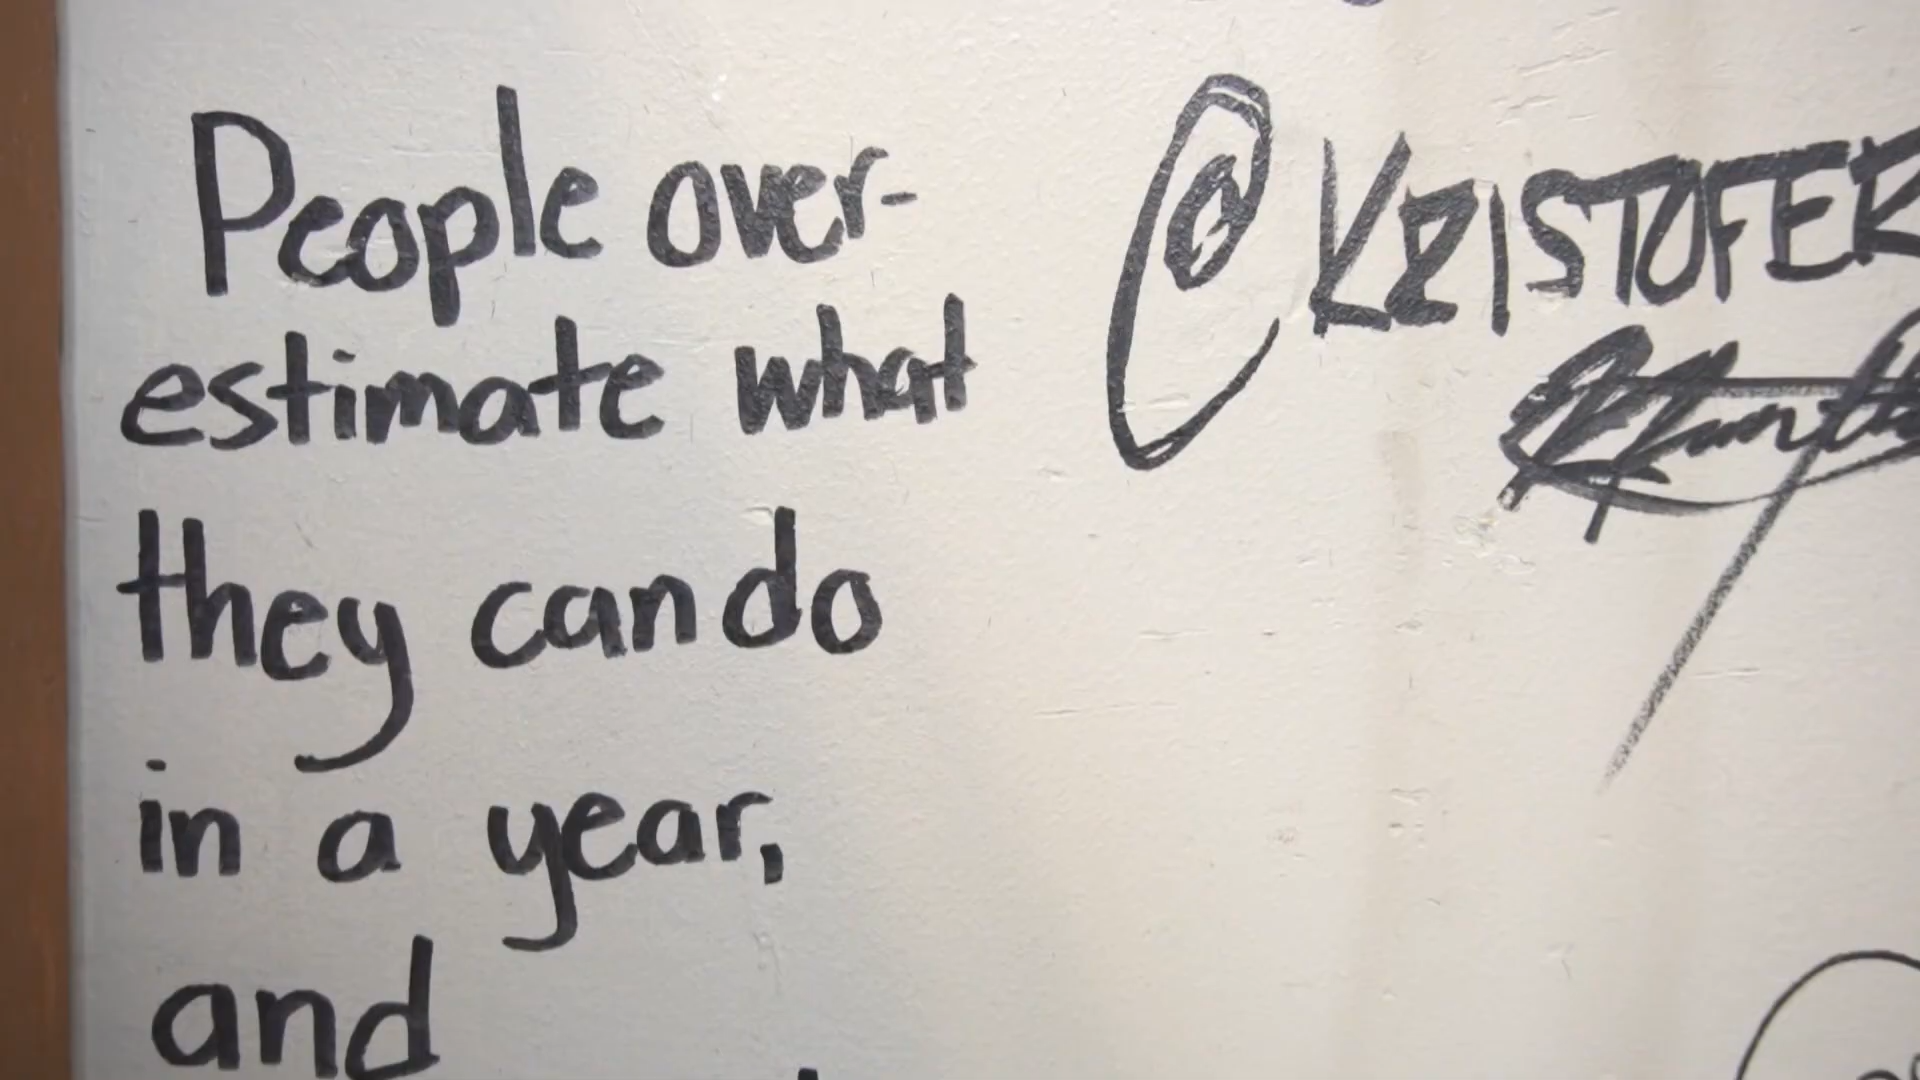 People over-
estimate what
they can do
in a year,
and
@KRISTOFER